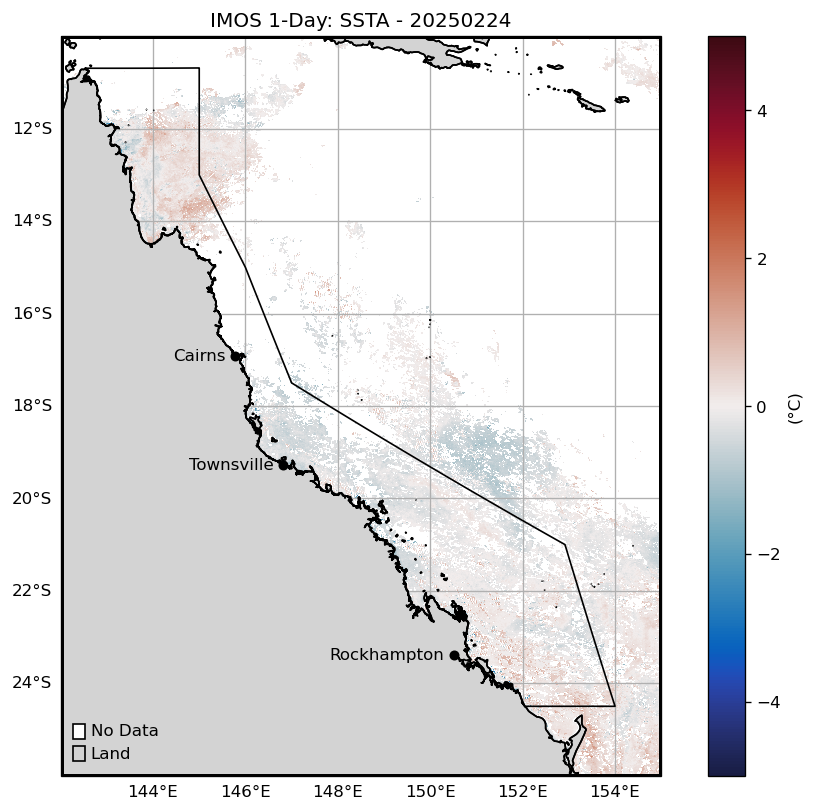 IMOS 1-Day: SSTA - 20250224
12°S
14°S
16°S
18°S
20°S
22°S
24°S
Cairns
Townsville
Rockhampton
No Data
Land
144°E
146°E
148°E
150°E
152°E
154°E
4
2
0
−2
−4
(°C)